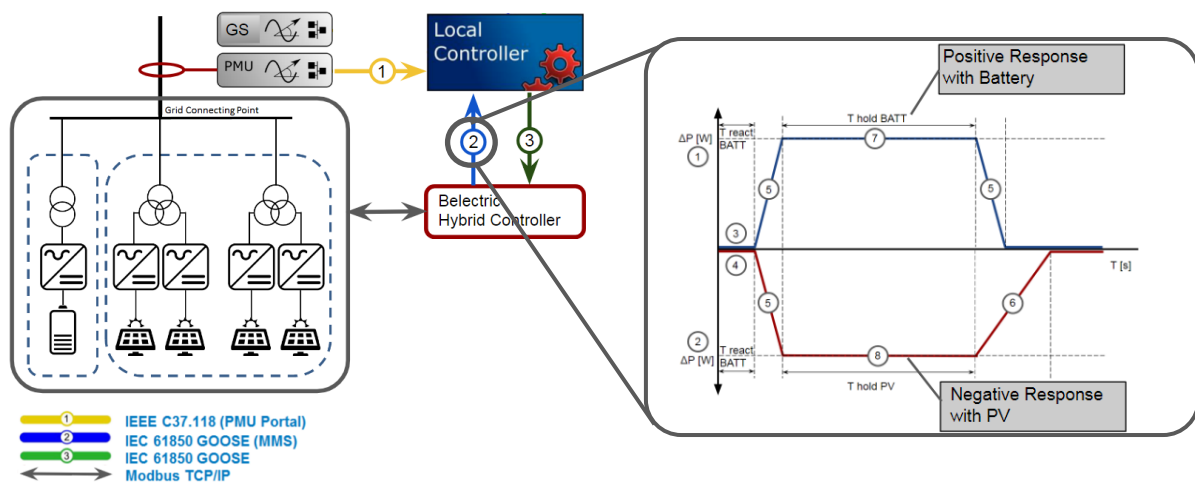 GS
PMU
1
Local
Controller
Grid Connecting Point
2
3
Belectric
Hybrid Controller
Positive Response
with Battery
ΔP [W]
T react
BATT
T hold BATT
1
7
5
5
3
4
T [s]
5
6
2
ΔP [W]
T react
BATT
8
T hold PV
Negative Response
with PV
1
IEEE C37.118 (PMU Portal)
2
IEC 61850 GOOSE (MMS)
3
IEC 61850 GOOSE
Modbus TCP/IP